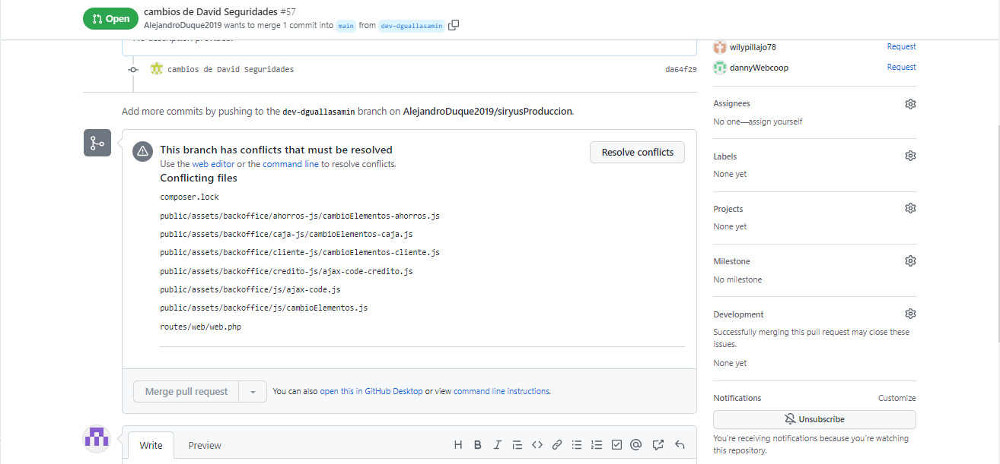 Open
cambios de David Seguridades #57
AlejandroDuque2019 wants to merge 1 commit into main from dev-dguallasamin
No description provided.
cambios de David Seguridades da64f29
Add more commits by pushing to the dev-dguallasamin branch on AlejandroDuque2019/siryusProduccion.
This branch has conflicts that must be resolved
Use the web editor or the command line to resolve conflicts.
Resolve conflicts
Conflicting files
composer.lock
public/assets/backoffice/ahorros-js/cambioElementos-ahorros.js
public/assets/backoffice/caja-js/cambioElementos-caja.js
public/assets/backoffice/cliente-js/cambioElementos-cliente.js
public/assets/backoffice/credito-js/ajax-code-credito.js
public/assets/backoffice/js/ajax-code.js
public/assets/backoffice/js/cambioElementos.js
routes/web/web.php
Merge pull request
You can also open this in GitHub Desktop or view command line instructions.
Write Preview
wilypillajo78 Request
dannyWebcoop Request
Assignees
No one—assign yourself
Labels
None yet
Projects
None yet
Milestone
No milestone
Development
Successfully merging this pull request may close these
issues.
None yet
Notifications Customize
Unsubscribe
You're receiving notifications because you're watching
this repository.